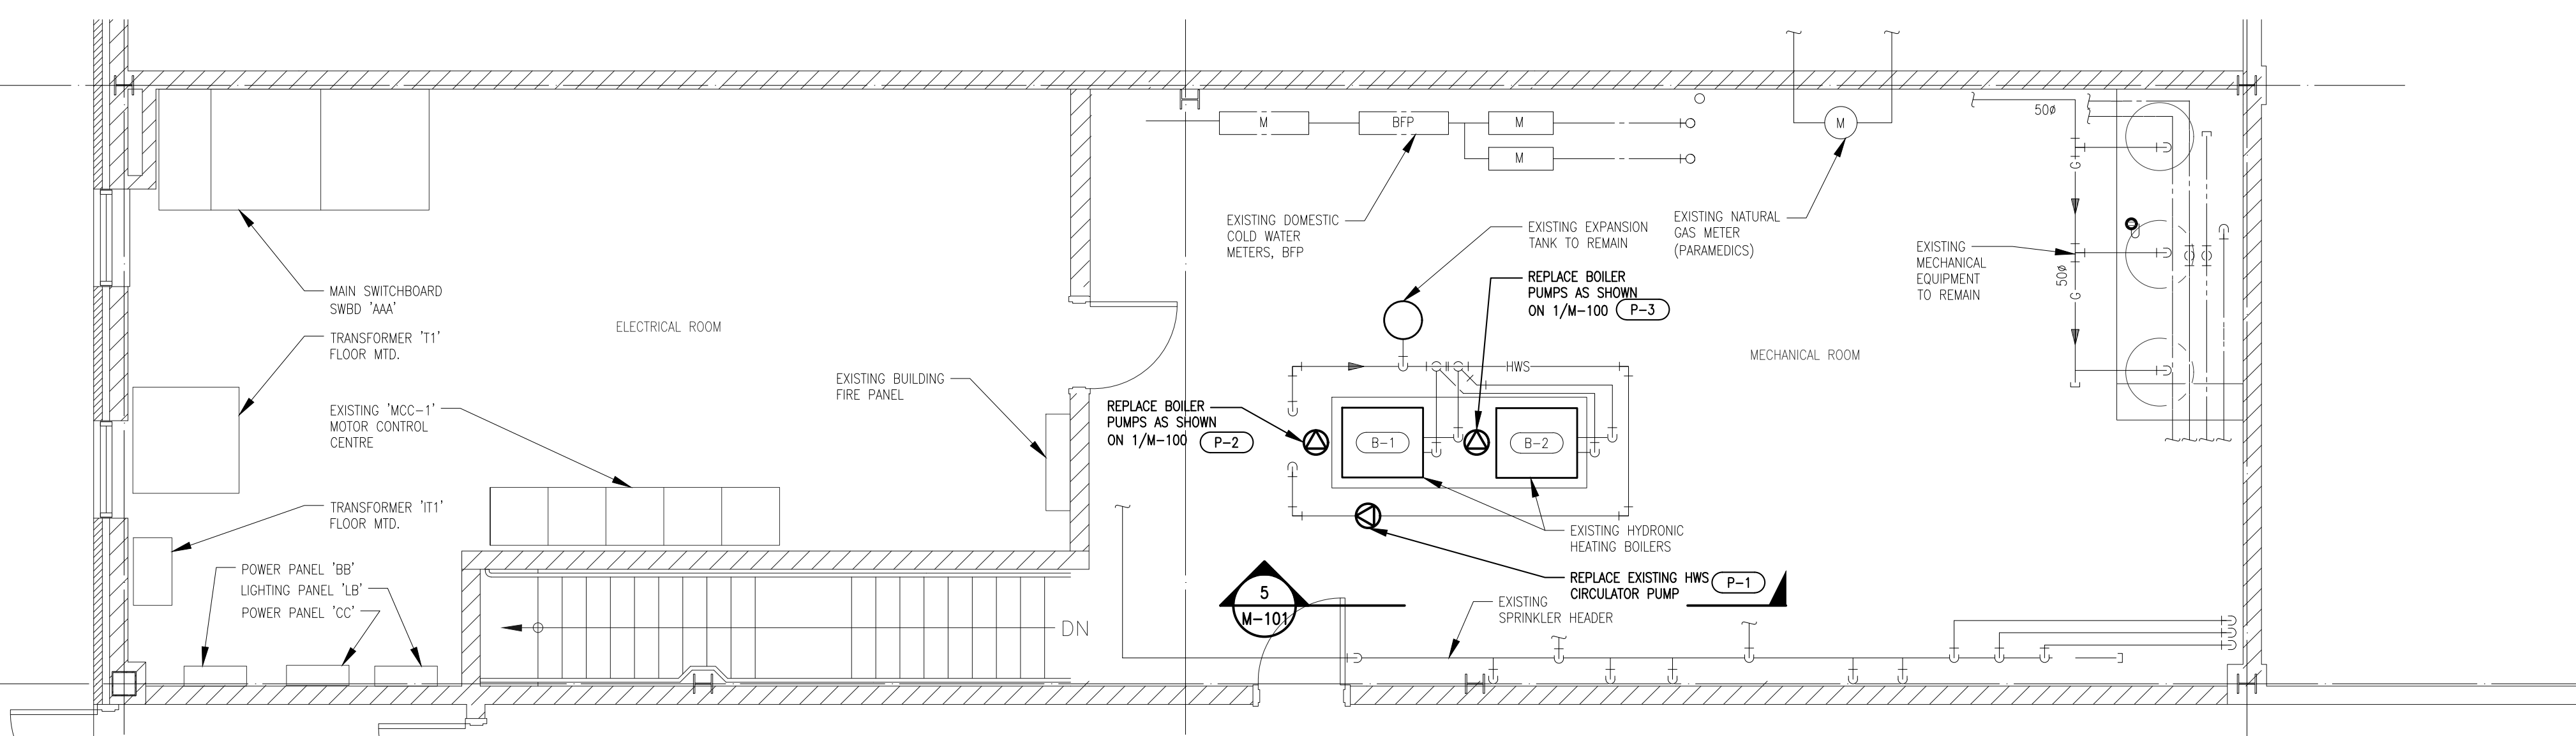 M
BFP
M
M
M
50ø
G
G
50ø
EXISTING DOMESTIC
COLD WATER
METERS, BFP
EXISTING EXPANSION
TANK TO REMAIN
EXISTING NATURAL
GAS METER
(PARAMEDICS)
EXISTING
MECHANICAL
EQUIPMENT
TO REMAIN
REPLACE BOILER
PUMPS AS SHOWN
ON 1/M-100 P-3
MAIN SWITCHBOARD
SWBD 'AAA'
ELECTRICAL ROOM
TRANSFORMER 'T1'
FLOOR MTD.
MECHANICAL ROOM
HWS
EXISTING BUILDING
FIRE PANEL
EXISTING 'MCC-1'
MOTOR CONTROL
CENTRE
REPLACE BOILER
PUMPS AS SHOWN
ON 1/M-100 P-2
B-1
B-2
TRANSFORMER 'IT1'
FLOOR MTD.
EXISTING HYDRONIC
HEATING BOILERS
POWER PANEL 'BB'
LIGHTING PANEL 'LB'
POWER PANEL 'CC'
REPLACE EXISTING HWS P-1
CIRCULATOR PUMP
5
M-101
EXISTING
SPRINKLER HEADER
DN